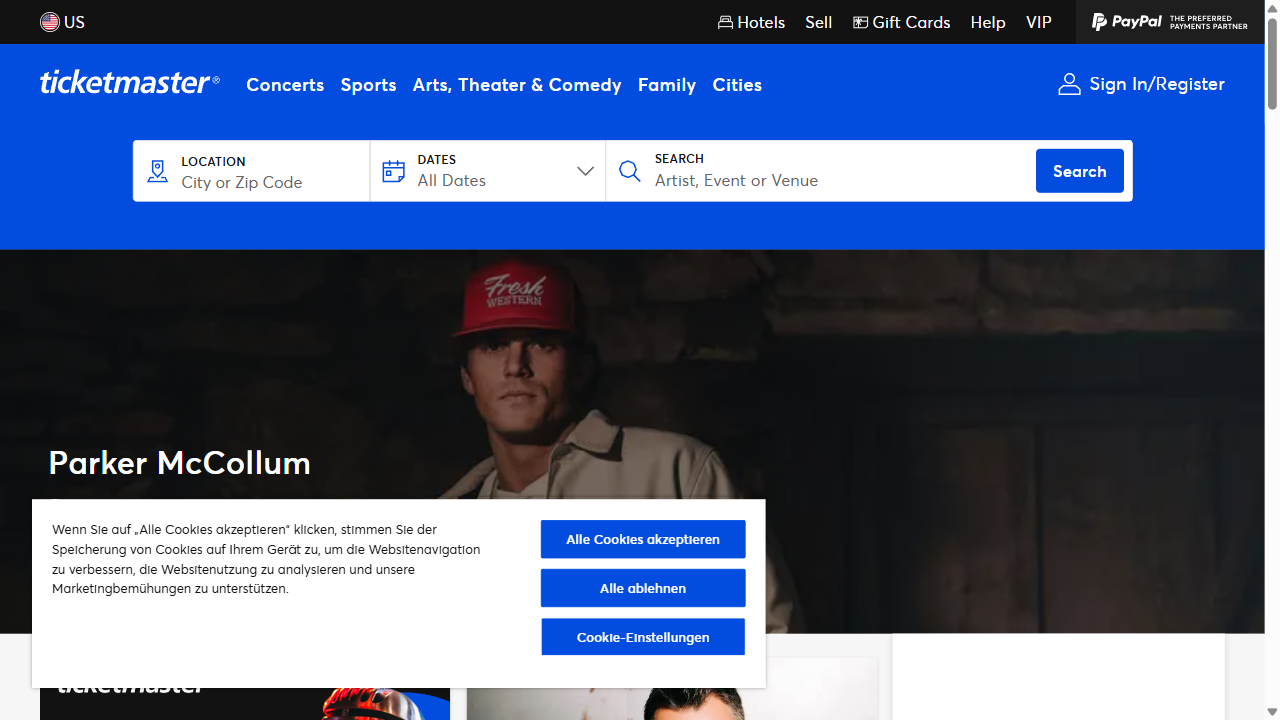 US
Hotels
Sell
Gift Cards
Help
VIP
PayPal
THE PREFERRED
PAYMENTS PARTNER
ticketmaster®
Concerts
Sports
Arts, Theater & Comedy
Family
Cities
Sign In/Register
LOCATION
City or Zip Code
DATES
All Dates
SEARCH
Artist, Event or Venue
Search
Fresh
WESTERN
Parker McCollum
Wenn Sie auf „Alle Cookies akzeptieren“ klicken, stimmen Sie der
Speicherung von Cookies auf Ihrem Gerät zu, um die Websitenavigation
zu verbessern, die Websitenutzung zu analysieren und unsere
Marketingbemühungen zu unterstützen.
Alle Cookies akzeptieren
Alle ablehnen
Cookie-Einstellungen
ticketmaster